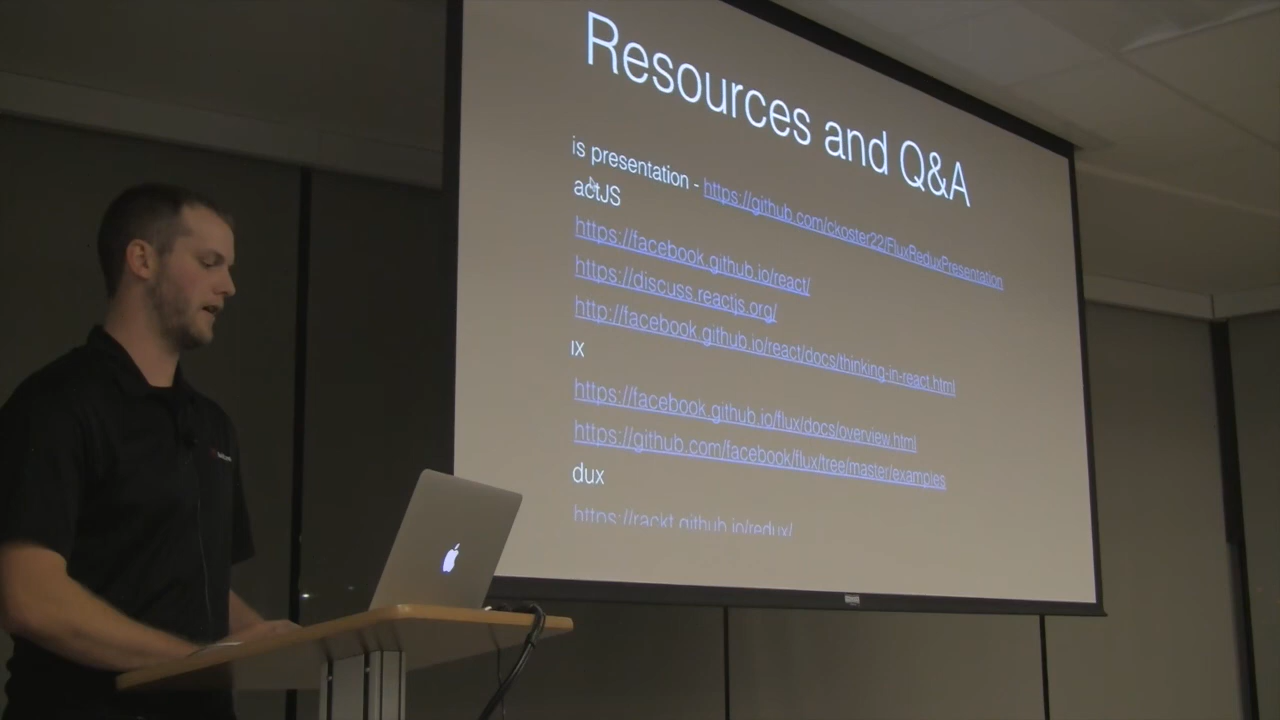 Resources and Q&A
is presentation - https://github.com/ckoster22/FluxReduxPresentation
actJS
https://facebook.github.io/react/
https://discuss.reactjs.org/
http://facebook.github.io/react/docs/thinking-in-react.html
ıx
https://facebook.github.io/flux/docs/overview.html
https://github.com/facebook/flux/tree/master/examples
dux
https://rackt.github.io/redux/